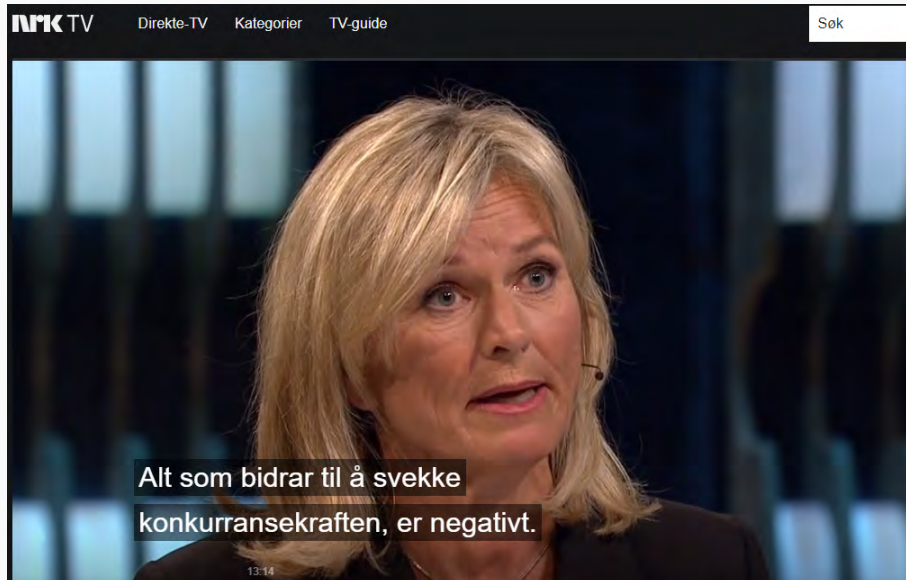 NRK TV Direkte-TV Kategorier TV-guide Søk
Alt som bidrar til å svekke
konkurransekraften, er negativt.
13:14